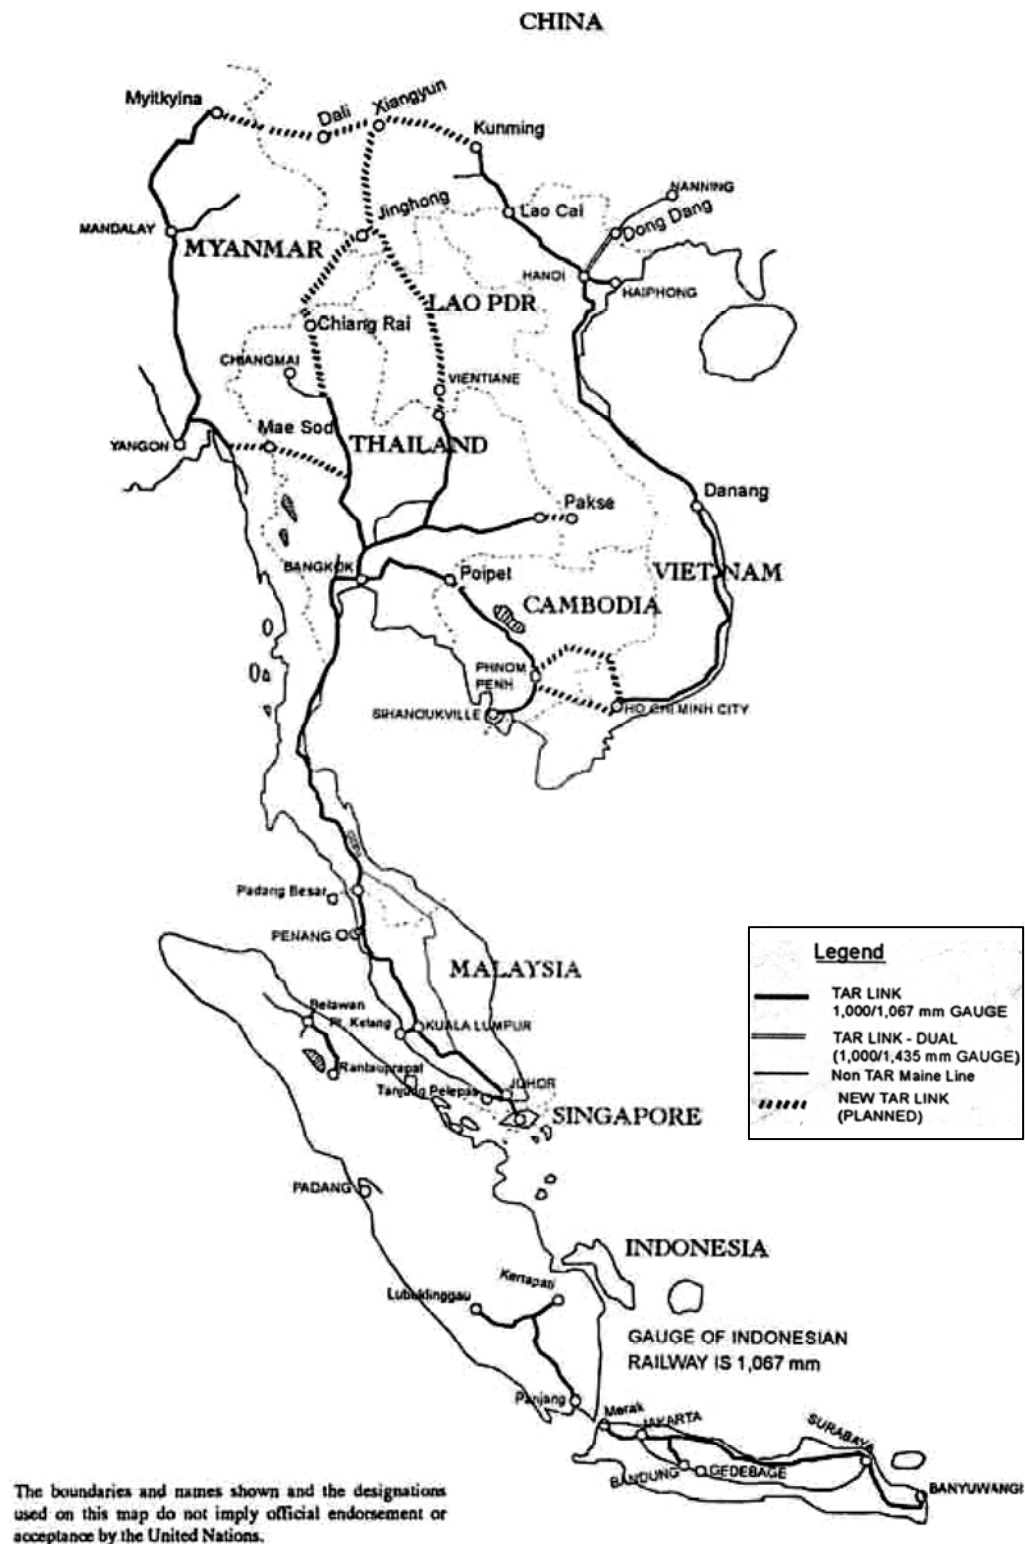 CHINA
Myitkyina
Dali
Xiangyun
Kunming
Jinghong
Lao Cai
NANNING
Dong Dang
MANDALAY
MYANMAR
HANOI
HAIPHONG
LAO PDR
Chiang Rai
CHIANGMAI
VIENTIANE
YANGON
Mae Sod
THAILAND
Danang
Pakse
BANGKOK
Poipet
VIET NAM
CAMBODIA
PHNOM
PENH
SIHANOUKVILLE
HO CHI MINH CITY
Padang Besar
PENANG
MALAYSIA
Belawan
Pt. Kelang
KUALA LUMPUR
Rantauprapat
Tanjung Pelepas
JOHOR
SINGAPORE
Legend
TAR LINK
1,000/1,067 mm GAUGE
TAR LINK - DUAL
(1,000/1,435 mm GAUGE)
Non TAR Maine Line
NEW TAR LINK
(PLANNED)
PADANG
INDONESIA
Kertapati
Lubuklinggau
GAUGE OF INDONESIAN
RAILWAY IS 1,067 mm
Panjang
Merak
JAKARTA
SURABAYA
BANDUNG
GEDEBAGE
BANYUWANGI
The boundaries and names shown and the designations
used on this map do not imply official endorsement or
acceptance by the United Nations.